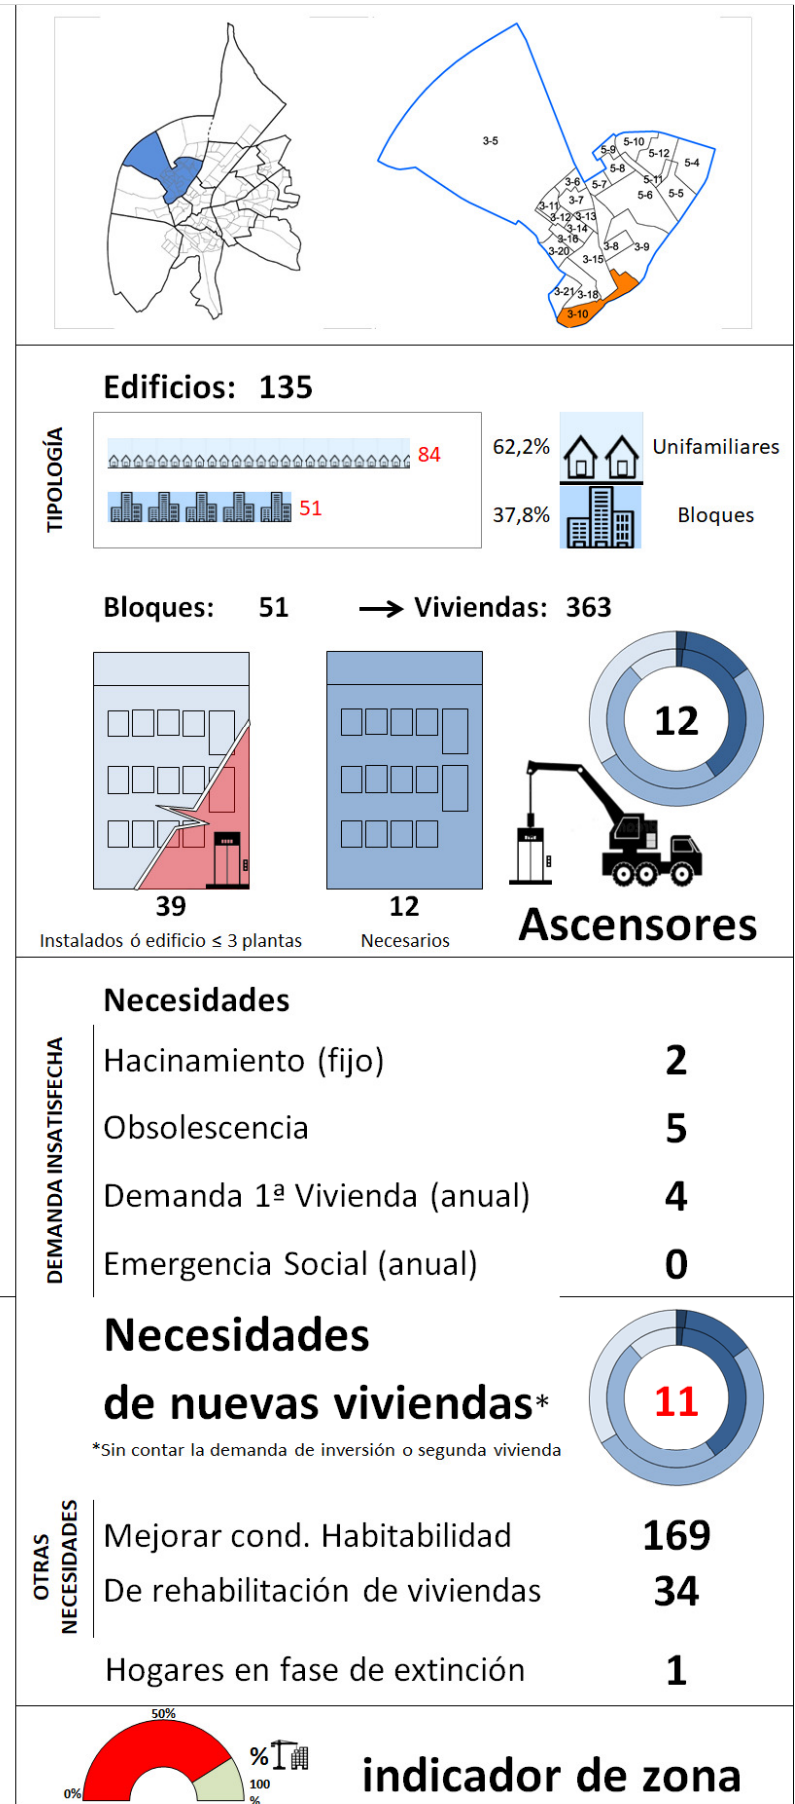 3-5
5-10
5-9
5-12
5-4
5-8
5-11
3-6
5-7
5-6
5-5
3-7
3-11
3-12
3-13
3-14
3-16
3-8
3-9
3-20
3-15
3-21
3-18
3-10
TIPOLOGÍA
Edificios: 135
84
62,2%
Unifamiliares
51
37,8%
Bloques
Bloques: 51 → Viviendas: 363
12
39
12
Instalados ó edificio ≤ 3 plantas
Necesarios
Ascensores
DEMANDA INSATISFECHA
Necesidades
Hacinamiento (fijo) 2
Obsolescencia 5
Demanda 1ª Vivienda (anual) 4
Emergencia Social (anual) 0
Necesidades
de nuevas viviendas*
11
*Sin contar la demanda de inversión o segunda vivienda
OTRAS
NECESIDADES
Mejorar cond. Habitabilidad 169
De rehabilitación de viviendas 34
Hogares en fase de extinción 1
50%
%
0%
100
%
indicador de zona